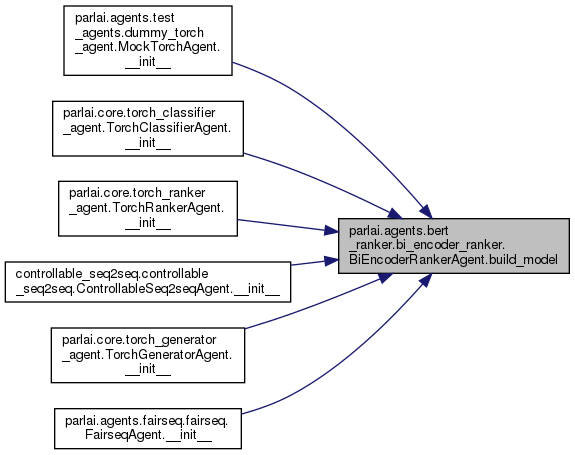 parlai.agents.test
_agents.dummy_torch
_agent.MockTorchAgent.
__init__
parlai.core.torch_classifier
_agent.TorchClassifierAgent.
__init__
parlai.core.torch_ranker
_agent.TorchRankerAgent.
__init__
controllable_seq2seq.controllable
_seq2seq.ControllableSeq2seqAgent.__init__
parlai.core.torch_generator
_agent.TorchGeneratorAgent.
__init__
parlai.agents.fairseq.fairseq.
FairseqAgent.__init__
parlai.agents.bert
_ranker.bi_encoder_ranker.
BiEncoderRankerAgent.build_model